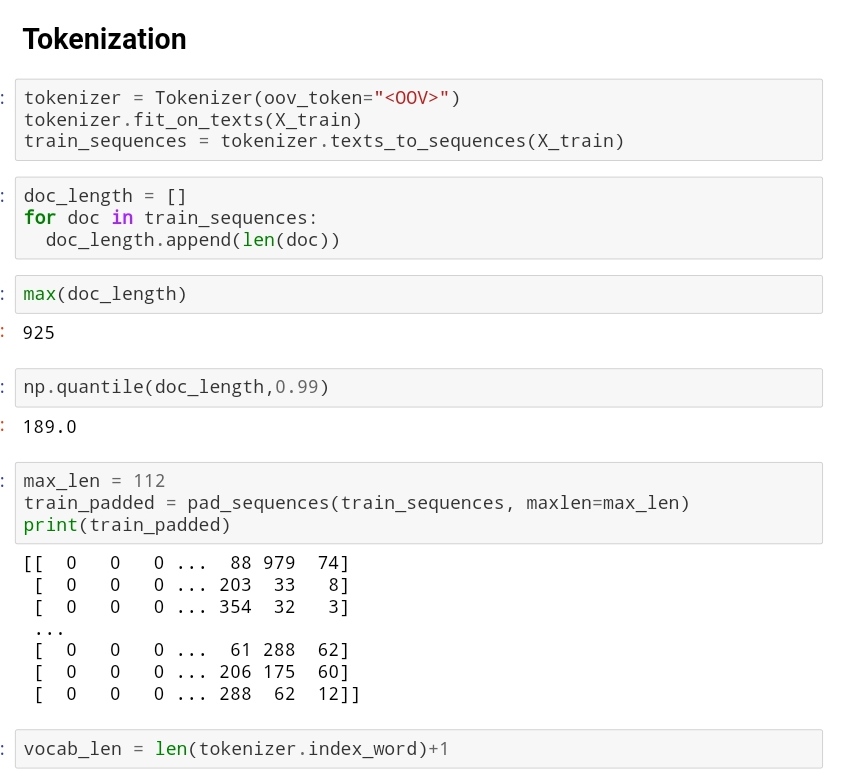 Tokenization
: tokenizer = Tokenizer(oov_token="<OOV>")
tokenizer.fit_on_texts(X_train)
train_sequences = tokenizer.texts_to_sequences(X_train)
: doc_length = []
for doc in train_sequences:
  doc_length.append(len(doc))
: max(doc_length)
: 925
: np.quantile(doc_length,0.99)
: 189.0
: max_len = 112
train_padded = pad_sequences(train_sequences, maxlen=max_len)
print(train_padded)
[[  0   0   0 ...  88 979  74]
 [  0   0   0 ... 203  33   8]
 [  0   0   0 ... 354  32   3]
 ...
 [  0   0   0 ...  61 288  62]
 [  0   0   0 ... 206 175  60]
 [  0   0   0 ... 288  62  12]]
: vocab_len = len(tokenizer.index_word)+1